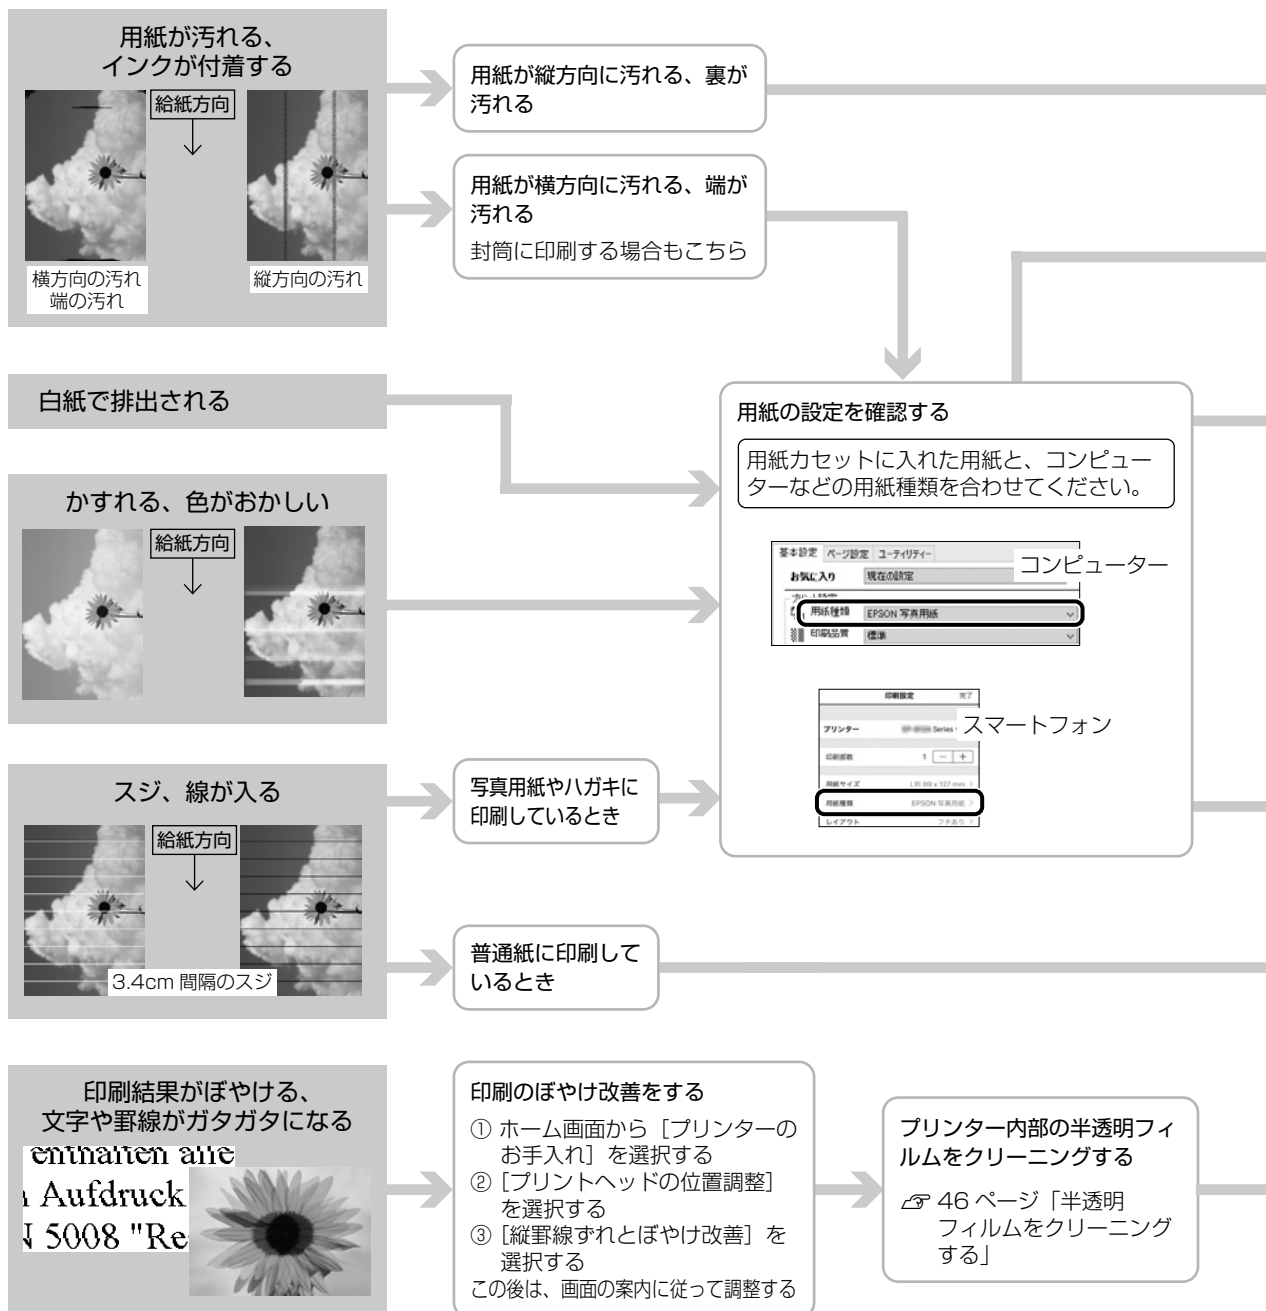 用紙が汚れる、
インクが付着する
給紙方向
横方向の汚れ
端の汚れ
縦方向の汚れ
用紙が縦方向に汚れる、裏が
汚れる
用紙が横方向に汚れる、端が
汚れる
封筒に印刷する場合もこちら
白紙で排出される
かすれる、色がおかしい
給紙方向
用紙の設定を確認する
用紙カセットに入れた用紙と、コンピュー
ターなどの用紙種類を合わせてください。
基本設定 ページ設定 ユーティリティー
コンピューター
お気に入り 現在の設定
用紙種類 EPSON 写真用紙
印刷品質 標準
印刷設定 完了
プリンター Series
スマートフォン
印刷部数 1 − +
用紙サイズ L判 89 x 127 mm >
用紙種類 EPSON 写真用紙 >
レイアウト フチあり >
スジ、線が入る
給紙方向
3.4cm 間隔のスジ
写真用紙やハガキに
印刷しているとき
普通紙に印刷して
いるとき
印刷結果がぼやける、
文字や罫線がガタガタになる
enthalten alle
Aufdruck
5008 "Re
印刷のぼやけ改善をする
① ホーム画面から［プリンターの
お手入れ］を選択する
②［プリントヘッドの位置調整］
を選択する
③［縦罫線ずれとぼやけ改善］を
選択する
この後は、画面の案内に従って調整する
プリンター内部の半透明フィ
ルムをクリーニングする
☞ 46 ページ「半透明
フィルムをクリーニング
する」